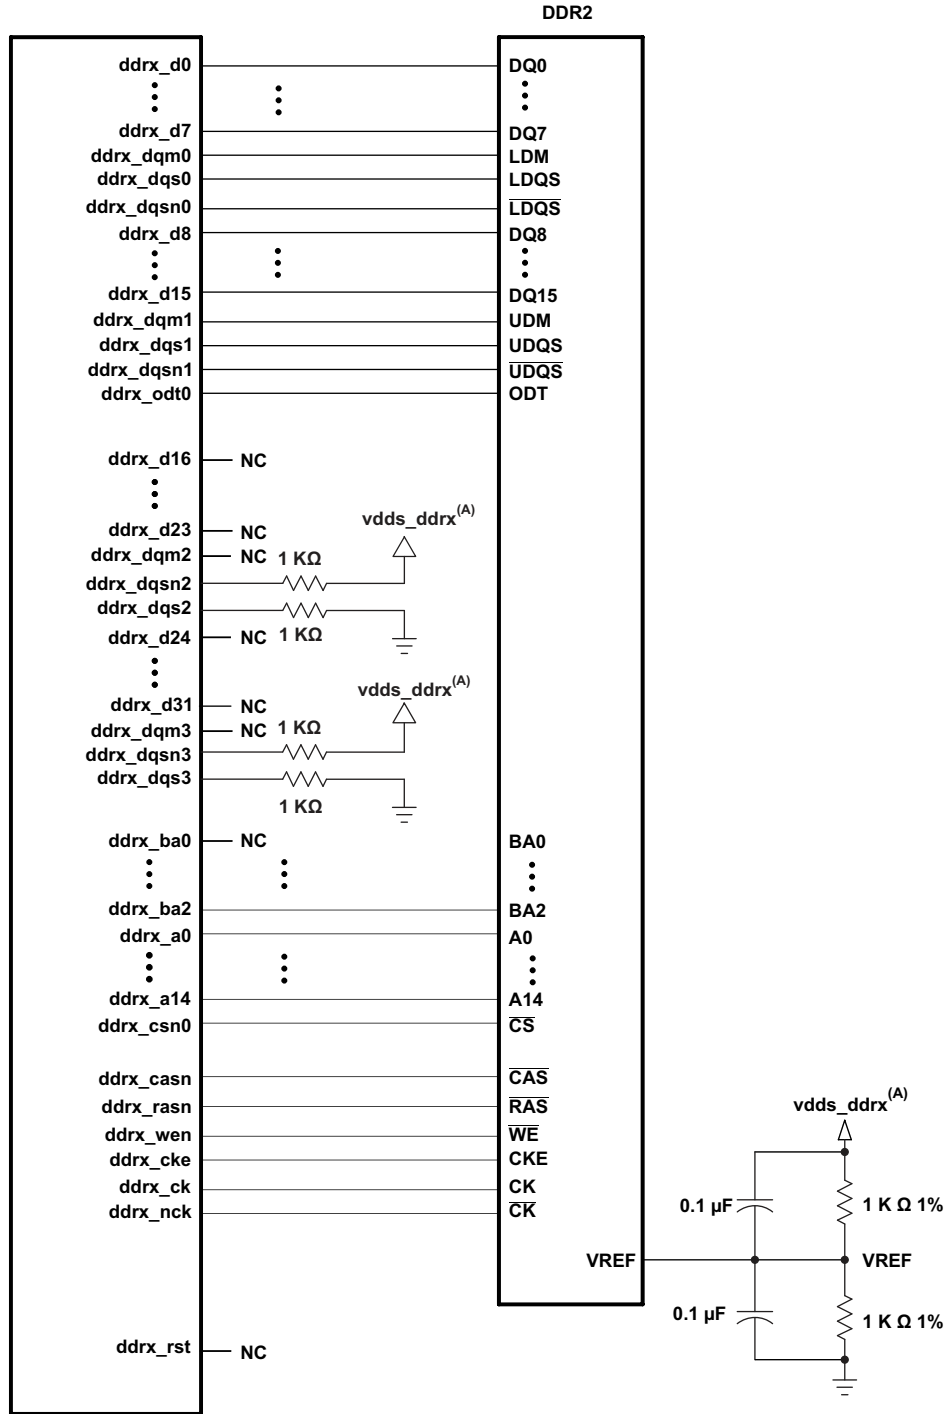 DDR2
ddrx_d0 DQ0
ddrx_d7 DQ7
ddrx_dqm0 LDM
ddrx_dqs0 LDQS
ddrx_dqsn0 LDQS
ddrx_d8 DQ8
ddrx_d15 DQ15
ddrx_dqm1 UDM
ddrx_dqs1 UDQS
ddrx_dqsn1 UDQS
ddrx_odt0 ODT
ddrx_d16 NC
vdds_ddrx(A)
ddrx_d23 NC
ddrx_dqm2 NC 1 KΩ
ddrx_dqsn2
ddrx_dqs2
ddrx_d24 NC 1 KΩ
vdds_ddrx(A)
ddrx_d31 NC
ddrx_dqm3 NC 1 KΩ
ddrx_dqsn3
ddrx_dqs3
1 KΩ
ddrx_ba0 NC BA0
ddrx_ba2 BA2
ddrx_a0 A0
ddrx_a14 A14
ddrx_csn0 CS
ddrx_casn CAS
ddrx_rasn RAS
vdds_ddrx(A)
ddrx_wen WE
ddrx_cke CKE
ddrx_ck CK
ddrx_nck CK
0.1 µF 1 K Ω 1%
VREF VREF
0.1 µF 1 K Ω 1%
ddrx_rst NC